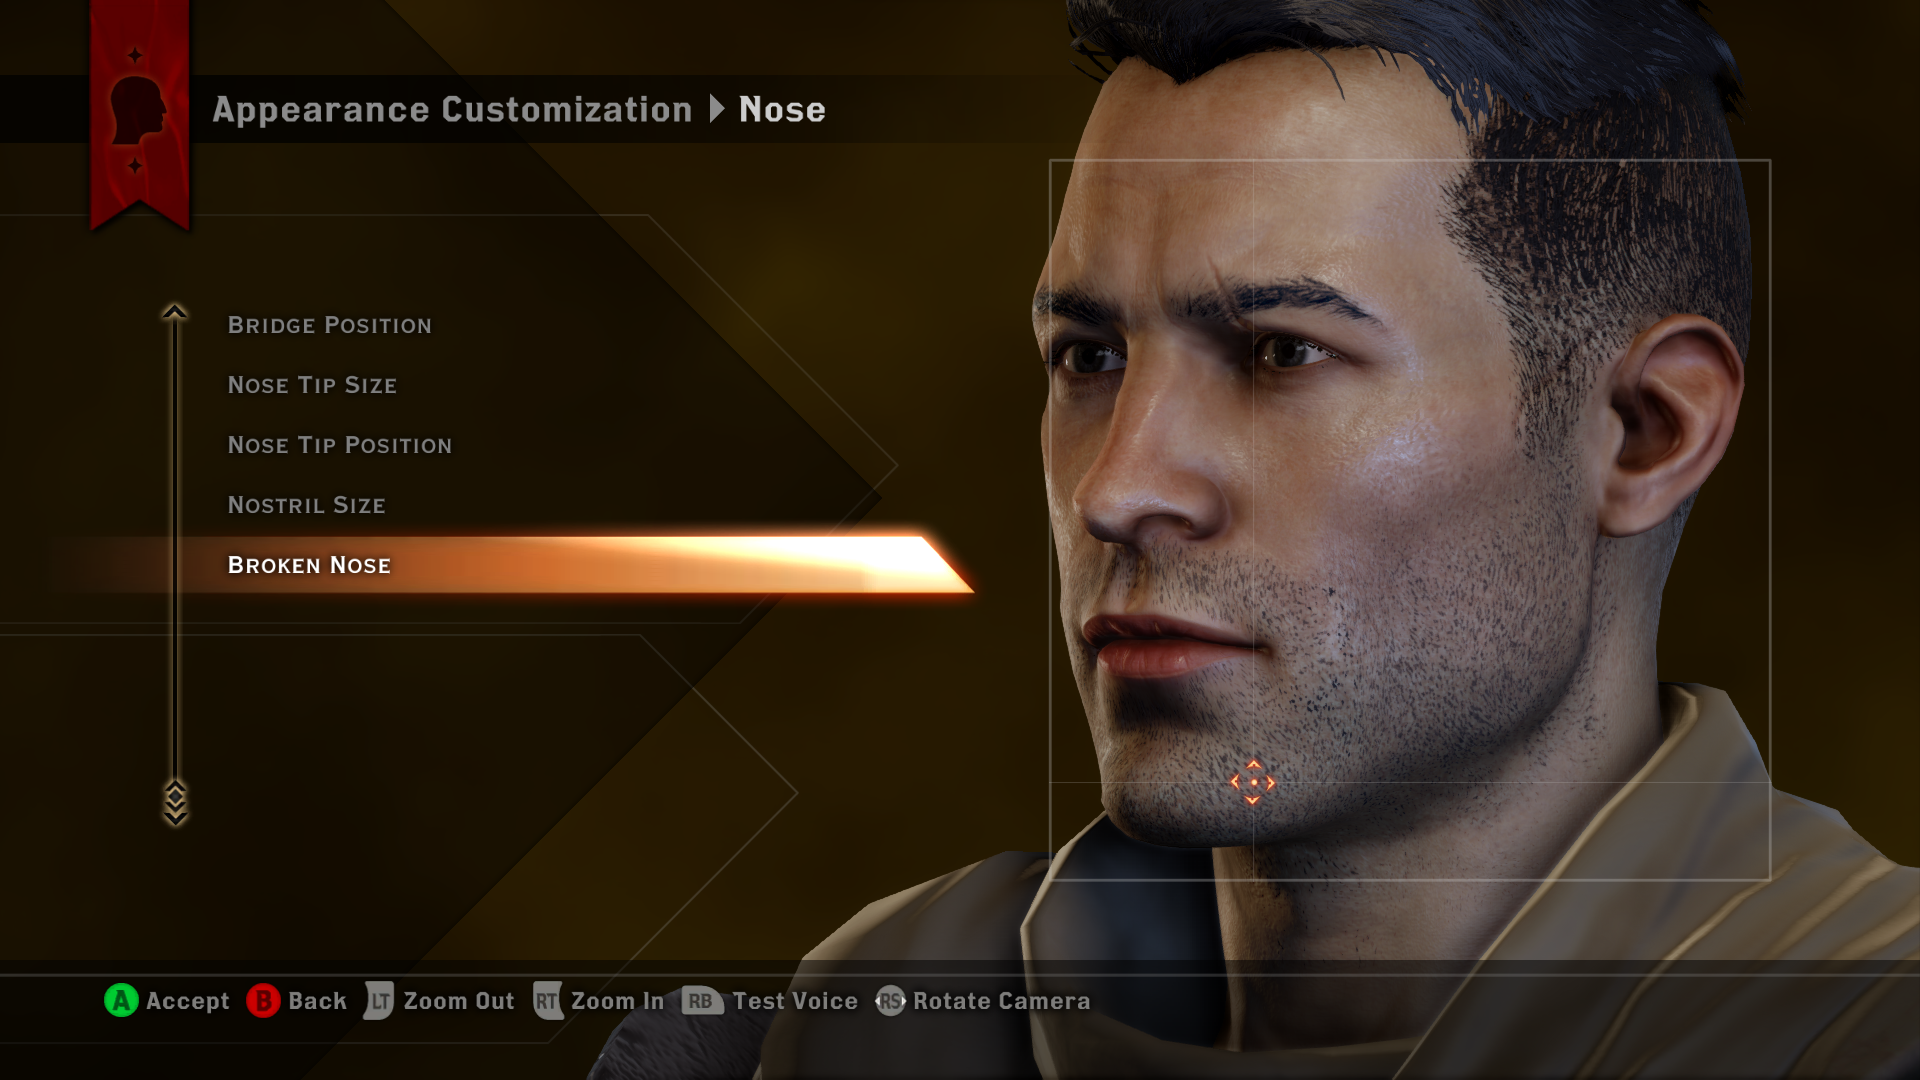 Appearance Customization ▶ Nose
Bridge Position
Nose Tip Size
Nose Tip Position
Nostril Size
Broken Nose
A Accept B Back LT Zoom Out RT Zoom In RB Test Voice RS Rotate Camera